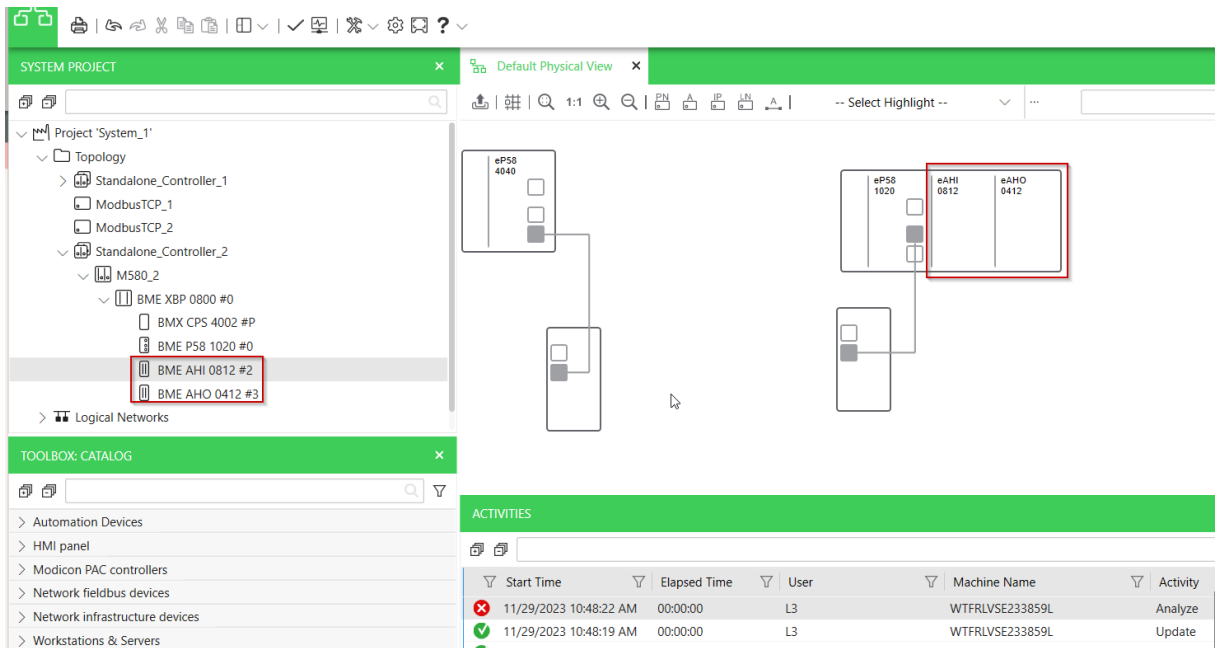 SYSTEM PROJECT ×
Default Physical View ×
1:1 PN A IP LN A -- Select Highlight -- ...
Project 'System_1'
Topology
Standalone_Controller_1
ModbusTCP_1
ModbusTCP_2
Standalone_Controller_2
M580_2
BME XBP 0800 #0
BMX CPS 4002 #P
BME P58 1020 #0
BME AHI 0812 #2
BME AHO 0412 #3
Logical Networks
eP58
4040
eP58
1020
eAHI
0812
eAHO
0412
TOOLBOX: CATALOG ×
Automation Devices
HMI panel
Modicon PAC controllers
Network fieldbus devices
Network infrastructure devices
Workstations & Servers
ACTIVITIES
Start Time Elapsed Time User Machine Name Activity
11/29/2023 10:48:22 AM 00:00:00 L3 WTFRLVSE233859L Analyze
11/29/2023 10:48:19 AM 00:00:00 L3 WTFRLVSE233859L Update